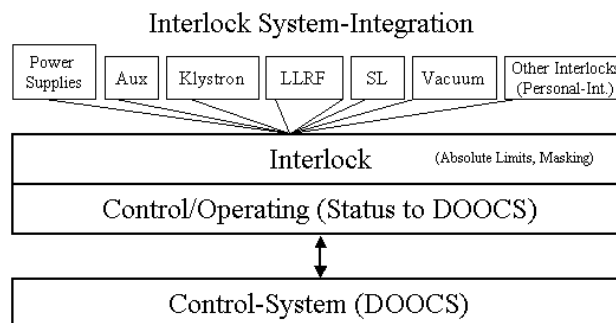 Interlock System-Integration
Power
Supplies
Aux
Klystron
LLRF
SL
Vacuum
Other Interlocks
(Personal-Int.)
Interlock (Absolute Limits, Masking)
Control/Operating (Status to DOOCS)
Control-System (DOOCS)